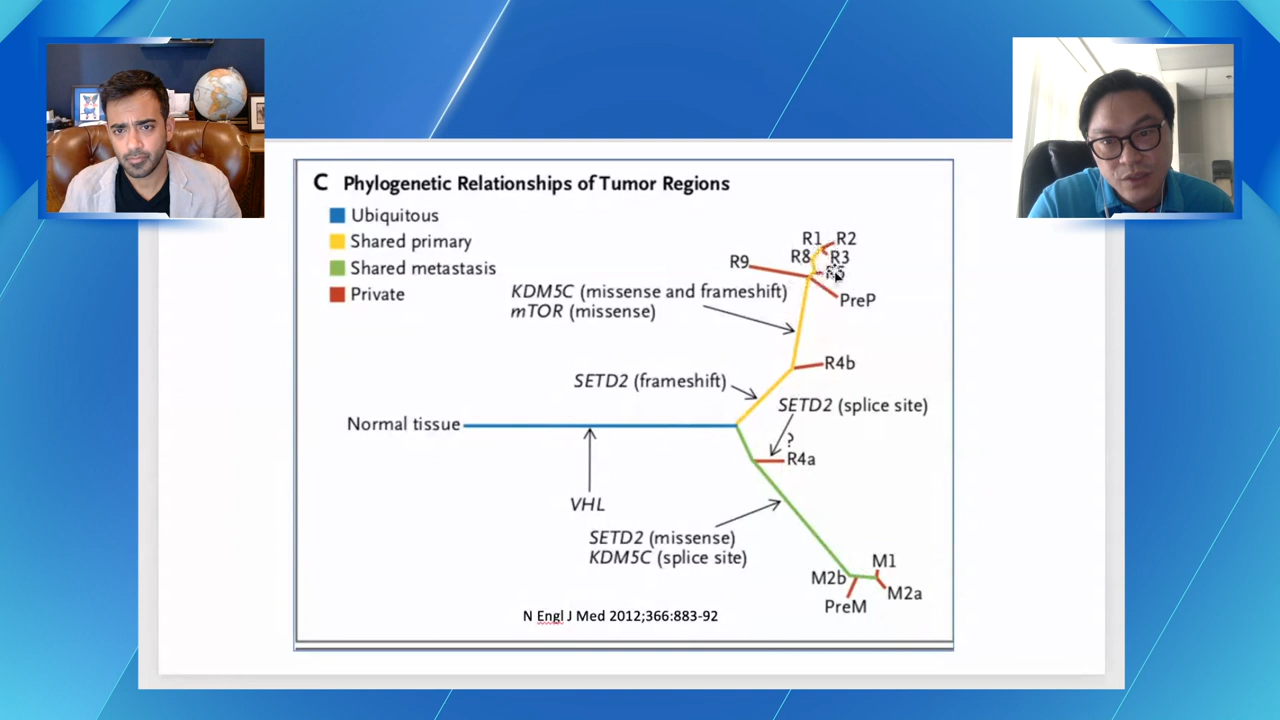 C Phylogenetic Relationships of Tumor Regions
Ubiquitous
Shared primary
Shared metastasis
Private
R1 R2
R8 R3
R9
PreP
KDM5C (missense and frameshift)
mTOR (missense)
R4b
SETD2 (frameshift)
SETD2 (splice site)
Normal tissue
?
R4a
VHL
SETD2 (missense)
KDM5C (splice site)
M1
M2b
M2a
PreM
N Engl J Med 2012;366:883-92